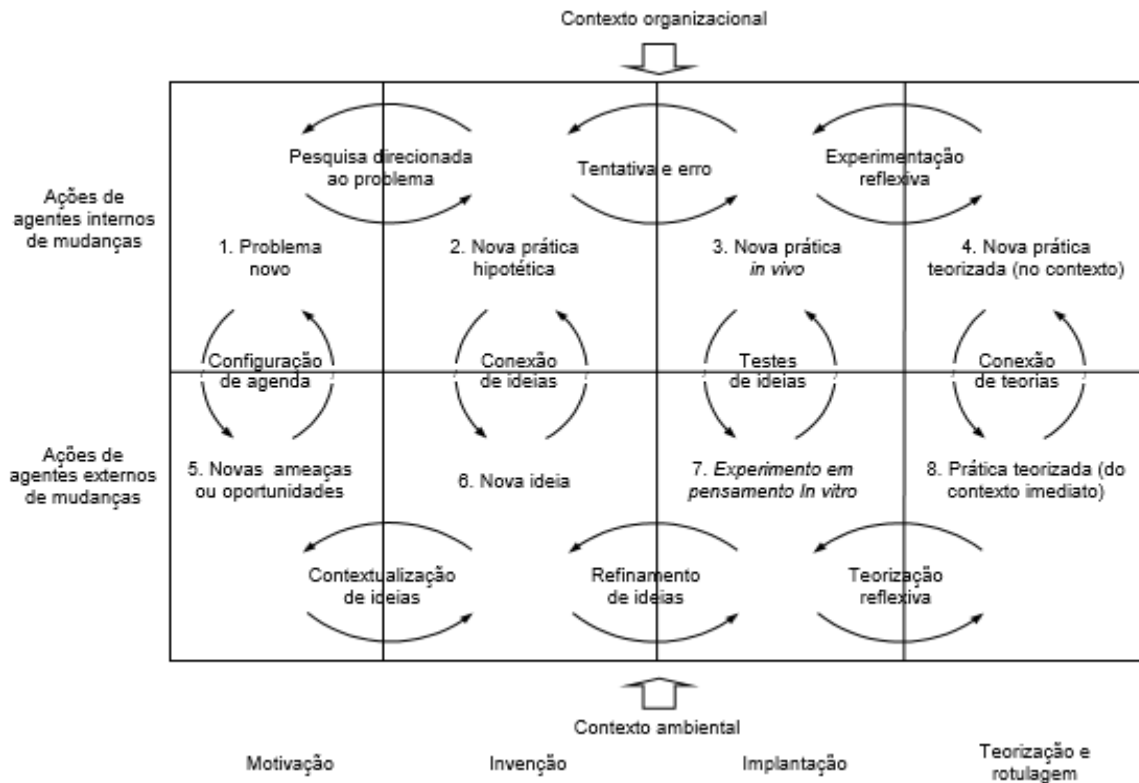 Contexto organizacional
Pesquisa direcionada
ao problema
Tentativa e erro
Experimentação
reflexiva
Ações de
agentes internos
de mudanças
1. Problema
novo
2. Nova prática
hipotética
3. Nova prática
in vivo
4. Nova prática
teorizada (no contexto)
Configuração
de agenda
Conexão
de ideias
Testes
de ideias
Conexão
de teorias
Ações de
agentes externos
de mudanças
5. Novas ameaças
ou oportunidades
6. Nova ideia
7. Experimento em
pensamento In vitro
8. Prática teorizada (do
contexto imediato)
Contextualização
de ideias
Refinamento
de ideias
Teorização
reflexiva
Contexto ambiental
Motivação
Invenção
Implantação
Teorização e
rotulagem